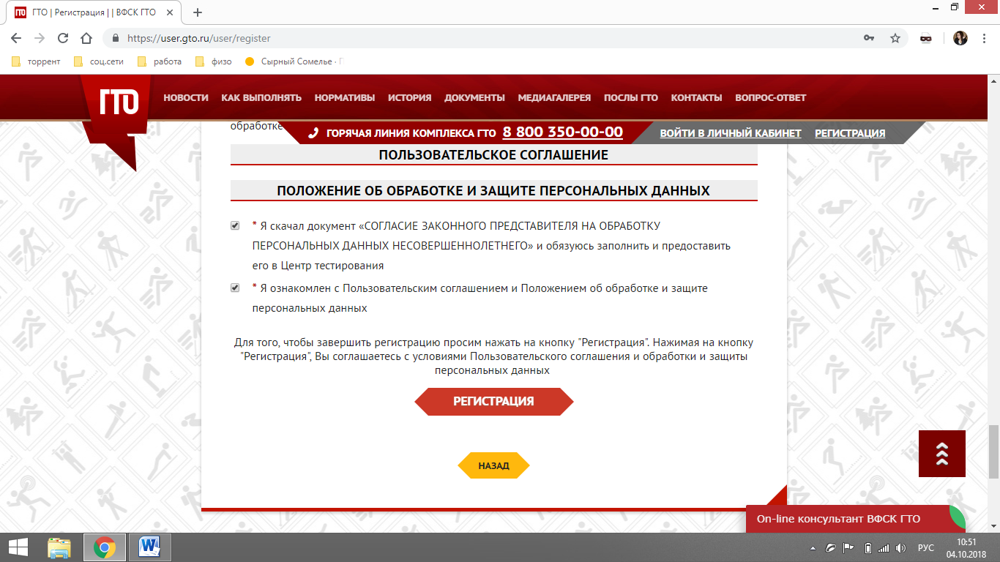 ГТО | Регистрация | | ВФСК ГТО
https://user.gto.ru/user/register
торрент соц.сети работа физо Сырный Сомелье ·
ГТО
НОВОСТИ КАК ВЫПОЛНЯТЬ НОРМАТИВЫ ИСТОРИЯ ДОКУМЕНТЫ МЕДИАГАЛЕРЕЯ ПОСЛЫ ГТО КОНТАКТЫ ВОПРОС-ОТВЕТ
обработке
ГОРЯЧАЯ ЛИНИЯ КОМПЛЕКСА ГТО 8 800 350-00-00 ВОЙТИ В ЛИЧНЫЙ КАБИНЕТ РЕГИСТРАЦИЯ
ПОЛЬЗОВАТЕЛЬСКОЕ СОГЛАШЕНИЕ
ПОЛОЖЕНИЕ ОБ ОБРАБОТКЕ И ЗАЩИТЕ ПЕРСОНАЛЬНЫХ ДАННЫХ
* Я скачал документ «СОГЛАСИЕ ЗАКОННОГО ПРЕДСТАВИТЕЛЯ НА ОБРАБОТКУ
ПЕРСОНАЛЬНЫХ ДАННЫХ НЕСОВЕРШЕННОЛЕТНЕГО» и обязуюсь заполнить и предоставить
его в Центр тестирования
* Я ознакомлен с Пользовательским соглашением и Положением об обработке и защите
персональных данных
Для того, чтобы завершить регистрацию просим нажать на кнопку "Регистрация". Нажимая на кнопку
"Регистрация", Вы соглашаетесь с условиями Пользовательского соглашения и обработки и защиты
персональных данных
РЕГИСТРАЦИЯ
НАЗАД
On-line консультант ВФСК ГТО
РУС
10:51
04.10.2018